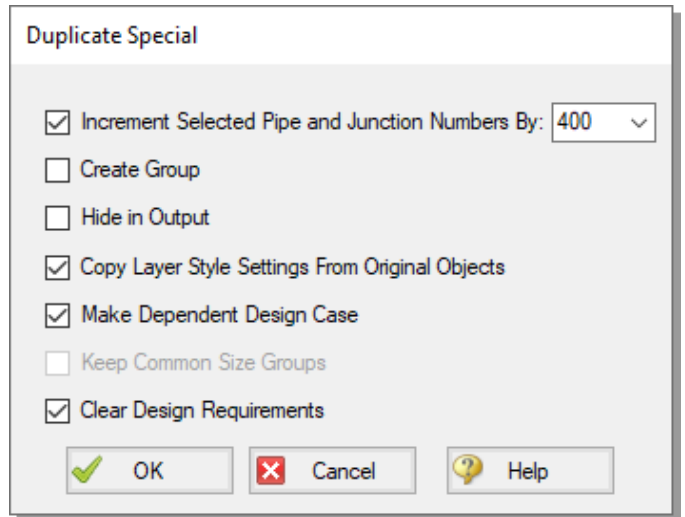 Duplicate Special
Increment Selected Pipe and Junction Numbers By: 400
Create Group
Hide in Output
Copy Layer Style Settings From Original Objects
Make Dependent Design Case
Keep Common Size Groups
Clear Design Requirements
OK Cancel Help